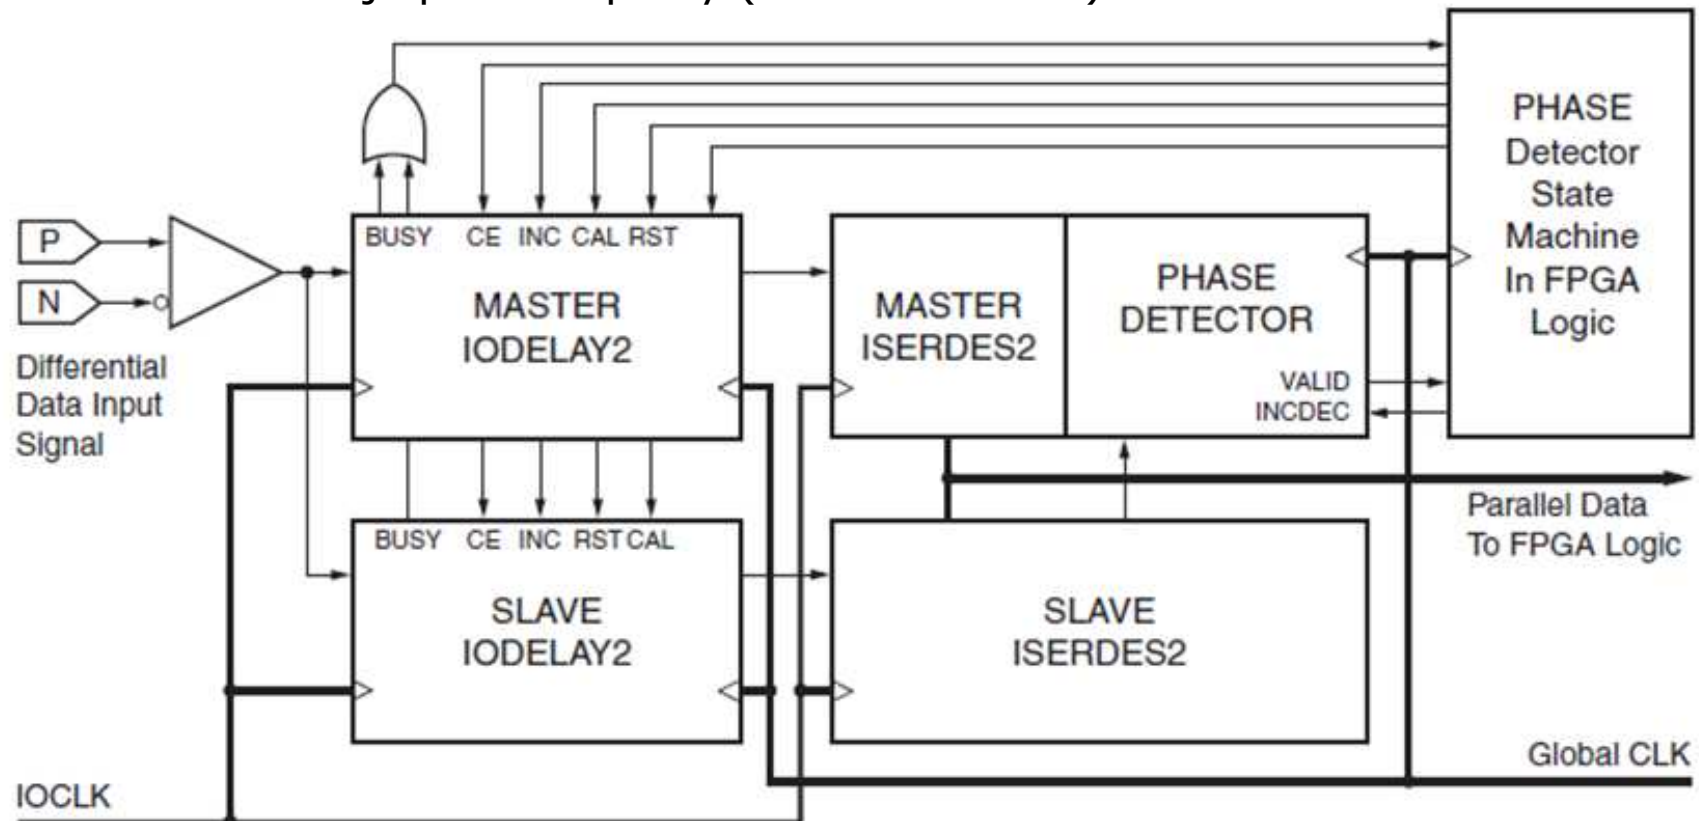 PHASE
Detector
State
Machine
In FPGA
Logic
P
N
Differential
Data Input
Signal
BUSY CE INC CAL RST
MASTER
IODELAY2
MASTER
ISERDES2
PHASE
DETECTOR
VALID
INCDEC
Parallel Data
To FPGA Logic
BUSY CE INC RST CAL
SLAVE
IODELAY2
SLAVE
ISERDES2
Global CLK
IOCLK